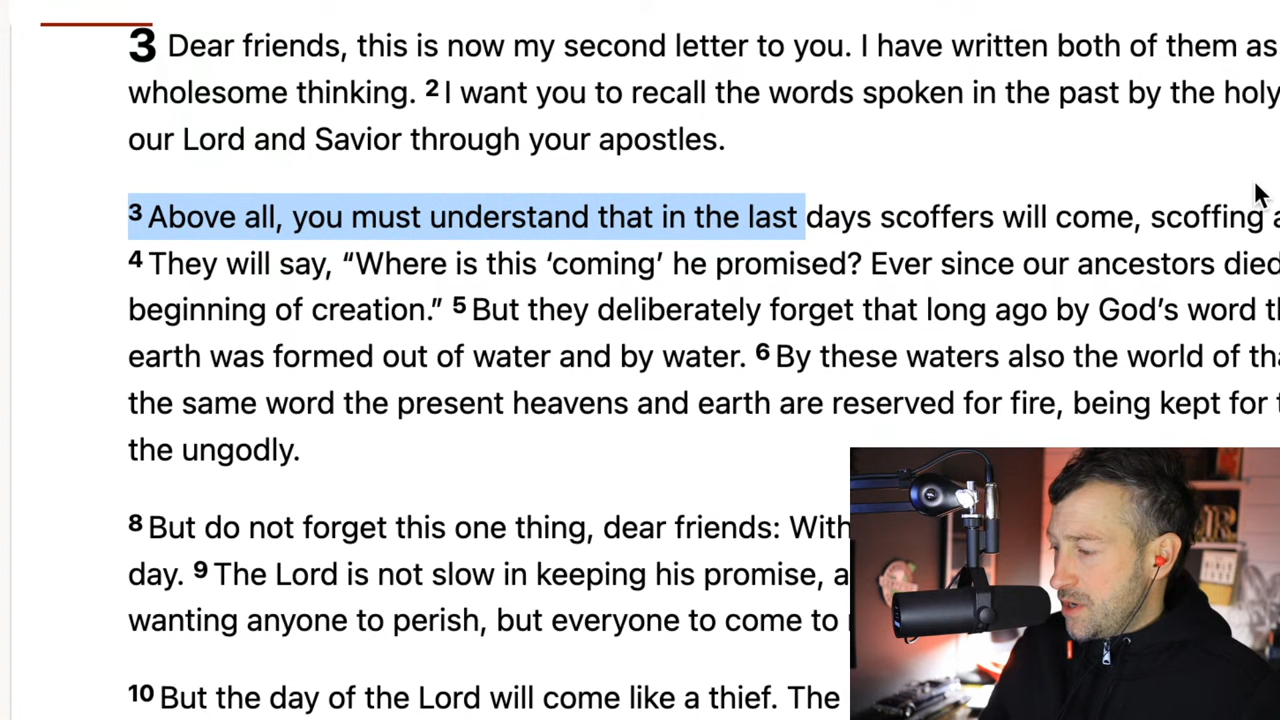 3 Dear friends, this is now my second letter to you. I have written both of them as
wholesome thinking. 2 I want you to recall the words spoken in the past by the holy
our Lord and Savior through your apostles.
3 Above all, you must understand that in the last days scoffers will come, scoffing
4 They will say, “Where is this ‘coming’ he promised? Ever since our ancestors died
beginning of creation.” 5 But they deliberately forget that long ago by God’s word
earth was formed out of water and by water. 6 By these waters also the world of
the same word the present heavens and earth are reserved for fire, being kept for
the ungodly.
8 But do not forget this one thing, dear friends: With
day. 9 The Lord is not slow in keeping his promise,
wanting anyone to perish, but everyone to come to
10 But the day of the Lord will come like a thief. The